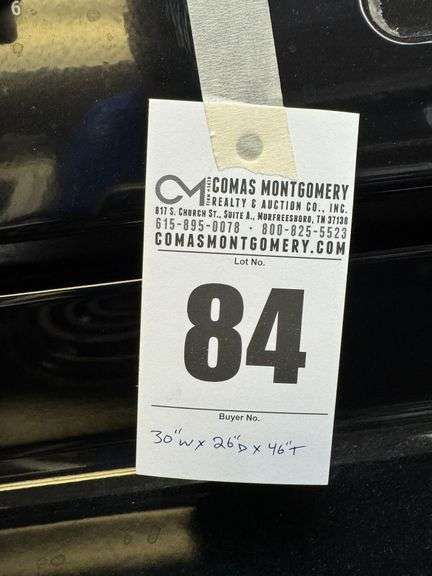 6
CM COMAS MONTGOMERY
REALTY & AUCTION CO., INC.
817 S. CHURCH ST., SUITE A., MURFREESBORO, TN 37130
615-895-0078 · 800-825-5523
COMASMONTGOMERY.COM
Lot No.
84
Buyer No.
30"W x 26"D x 46"T